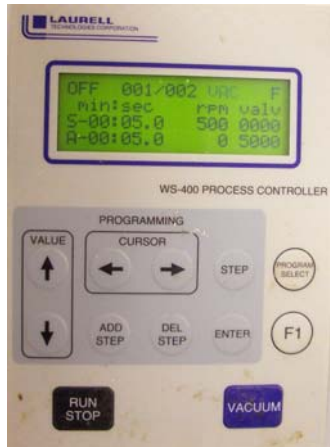 LAURELL
TECHNOLOGIES CORPORATION
OFF 001/002 VAC F
min:sec rpm valv
S-00:05.0 500 0000
A-00:05.0 0 5000
WS-400 PROCESS CONTROLLER
PROGRAMMING
VALUE CURSOR
STEP PROGRAM SELECT
ADD STEP DEL STEP ENTER F1
RUN STOP VACUUM